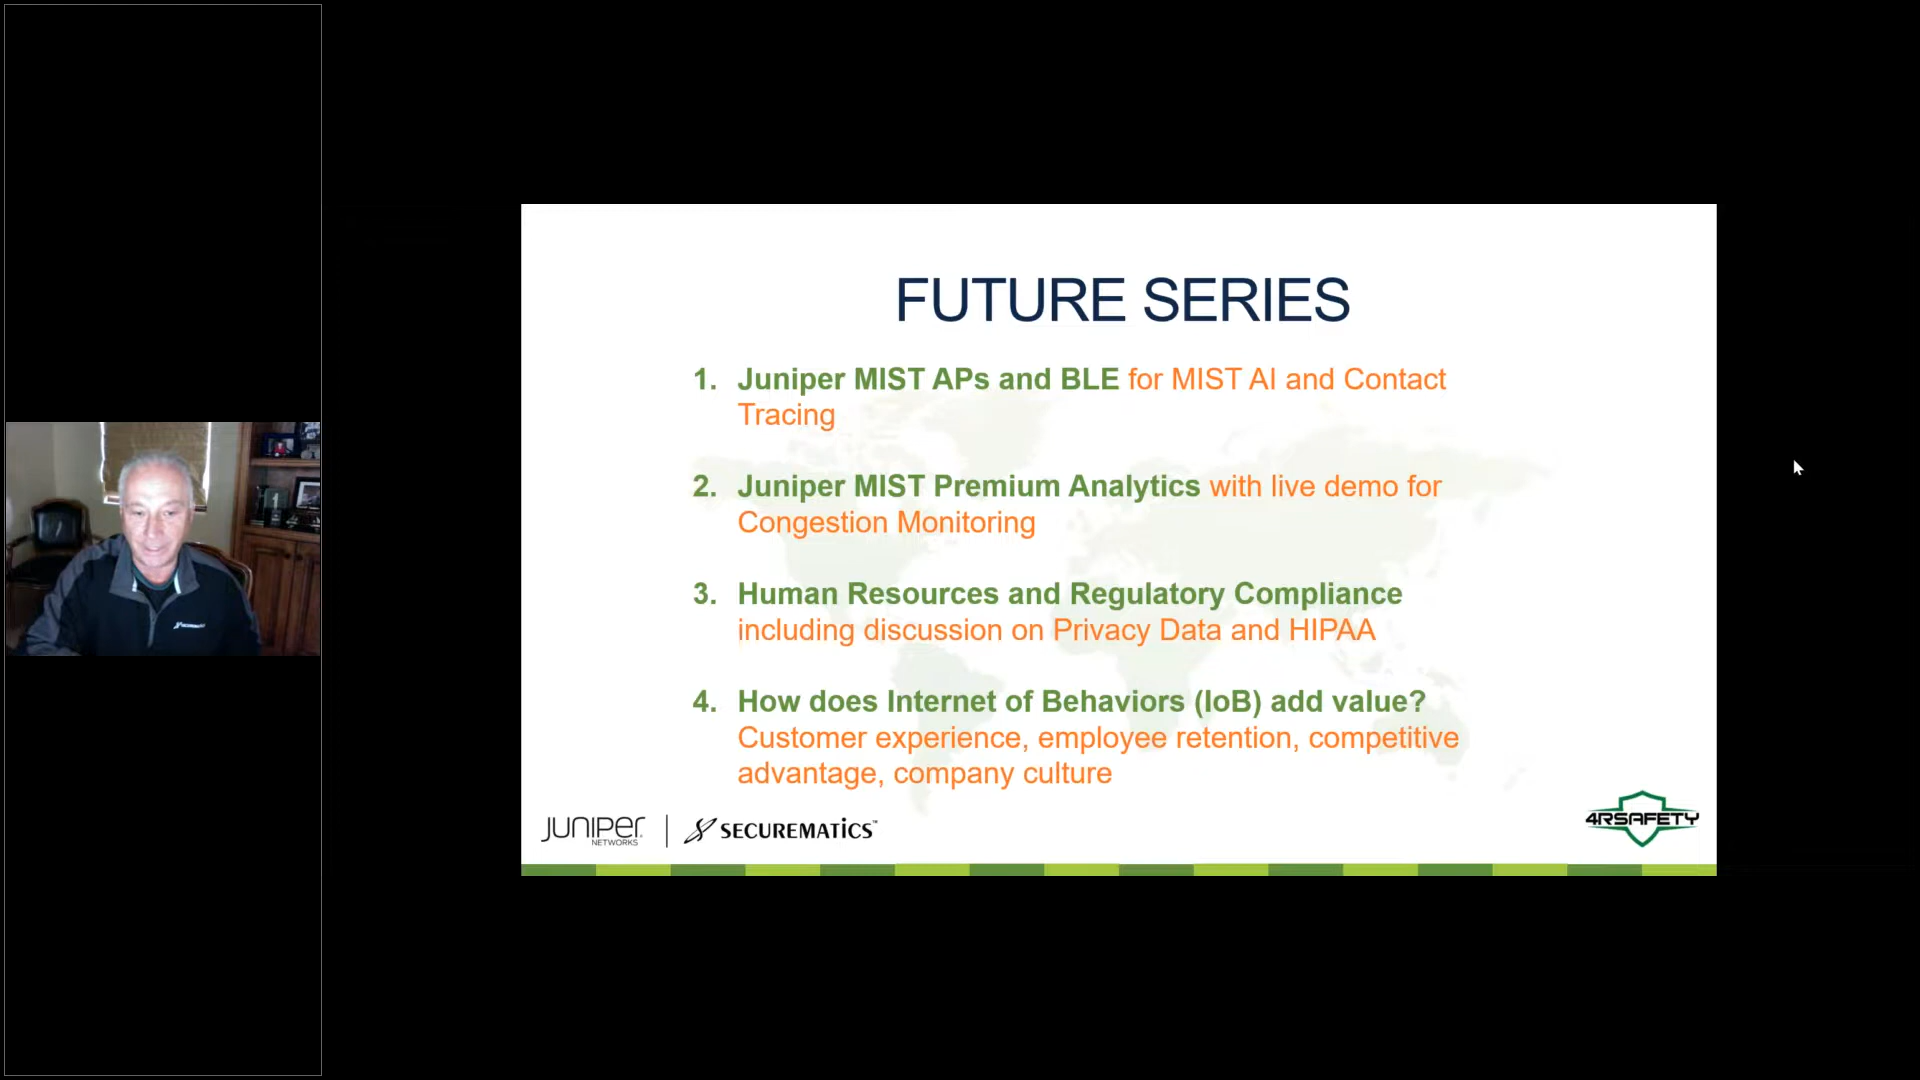 FUTURE SERIES
1. Juniper MIST APs and BLE for MIST AI and Contact
Tracing
2. Juniper MIST Premium Analytics with live demo for
Congestion Monitoring
3. Human Resources and Regulatory Compliance
including discussion on Privacy Data and HIPAA
4. How does Internet of Behaviors (IoB) add value?
Customer experience, employee retention, competitive
advantage, company culture
JUNIPER
NETWORKS
SECUREMATICS™
4RSAFETY
SECUREMATICS